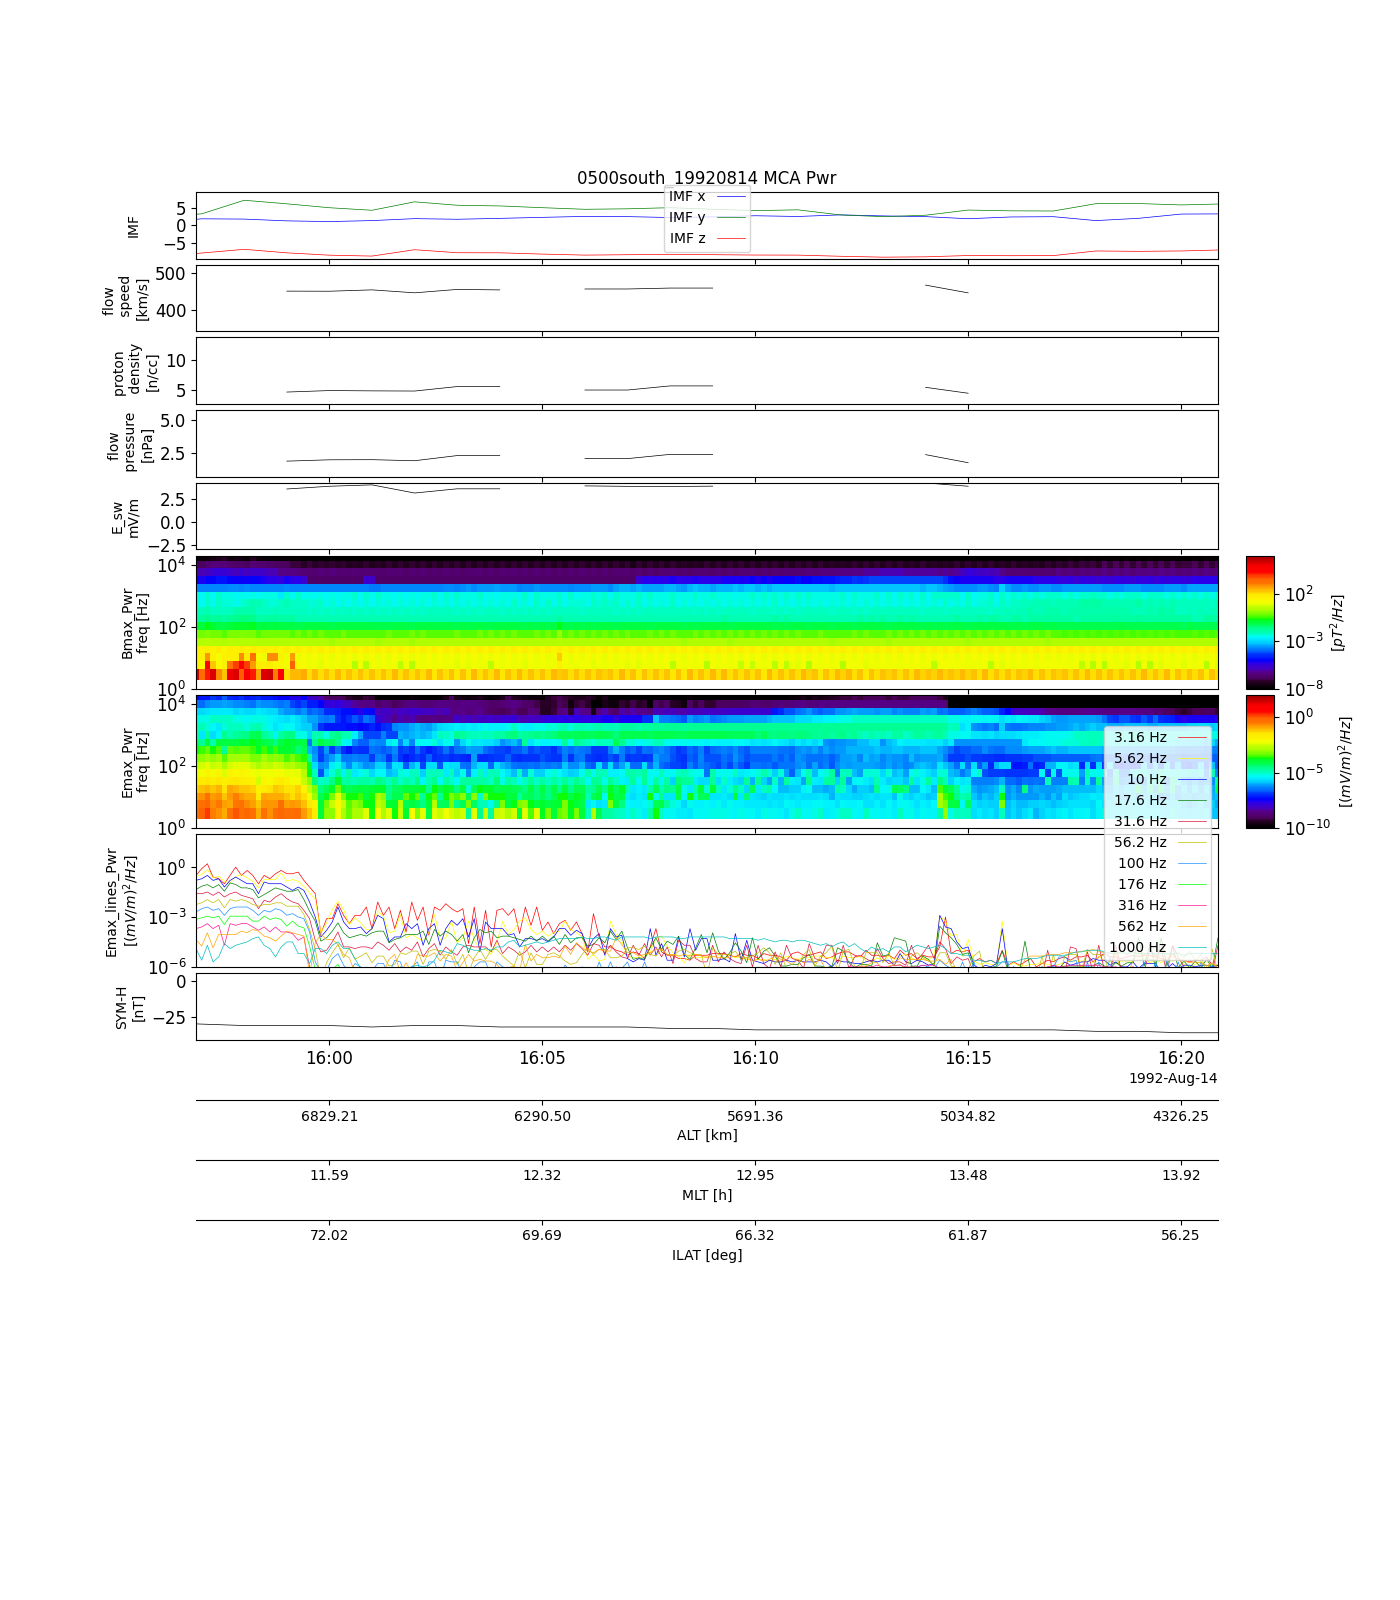 0500south_19920814 MCA Pwr
IMF
5
0
−5
IMF x
IMF y
IMF z
flow
speed
[km/s]
500
400
proton
density
[n/cc]
10
5
flow
pressure
[nPa]
5.0
2.5
E_sw
mV/m
2.5
0.0
−2.5
Bmax_Pwr
freq [Hz]
10^4
10^2
10^0
10^2
10^−3
10^−8
[pT^2/Hz]
Emax_Pwr
freq [Hz]
10^4
10^2
10^0
10^0
10^−5
10^−10
[(mV/m)^2/Hz]
3.16 Hz
5.62 Hz
10 Hz
17.6 Hz
31.6 Hz
56.2 Hz
100 Hz
176 Hz
316 Hz
562 Hz
1000 Hz
Emax_lines_Pwr
[(mV/m)^2/Hz]
10^0
10^−3
10^−6
SYM-H
[nT]
0
−25
16:00 16:05 16:10 16:15 16:20
1992-Aug-14
6829.21 6290.50 5691.36 5034.82 4326.25
ALT [km]
11.59 12.32 12.95 13.48 13.92
MLT [h]
72.02 69.69 66.32 61.87 56.25
ILAT [deg]